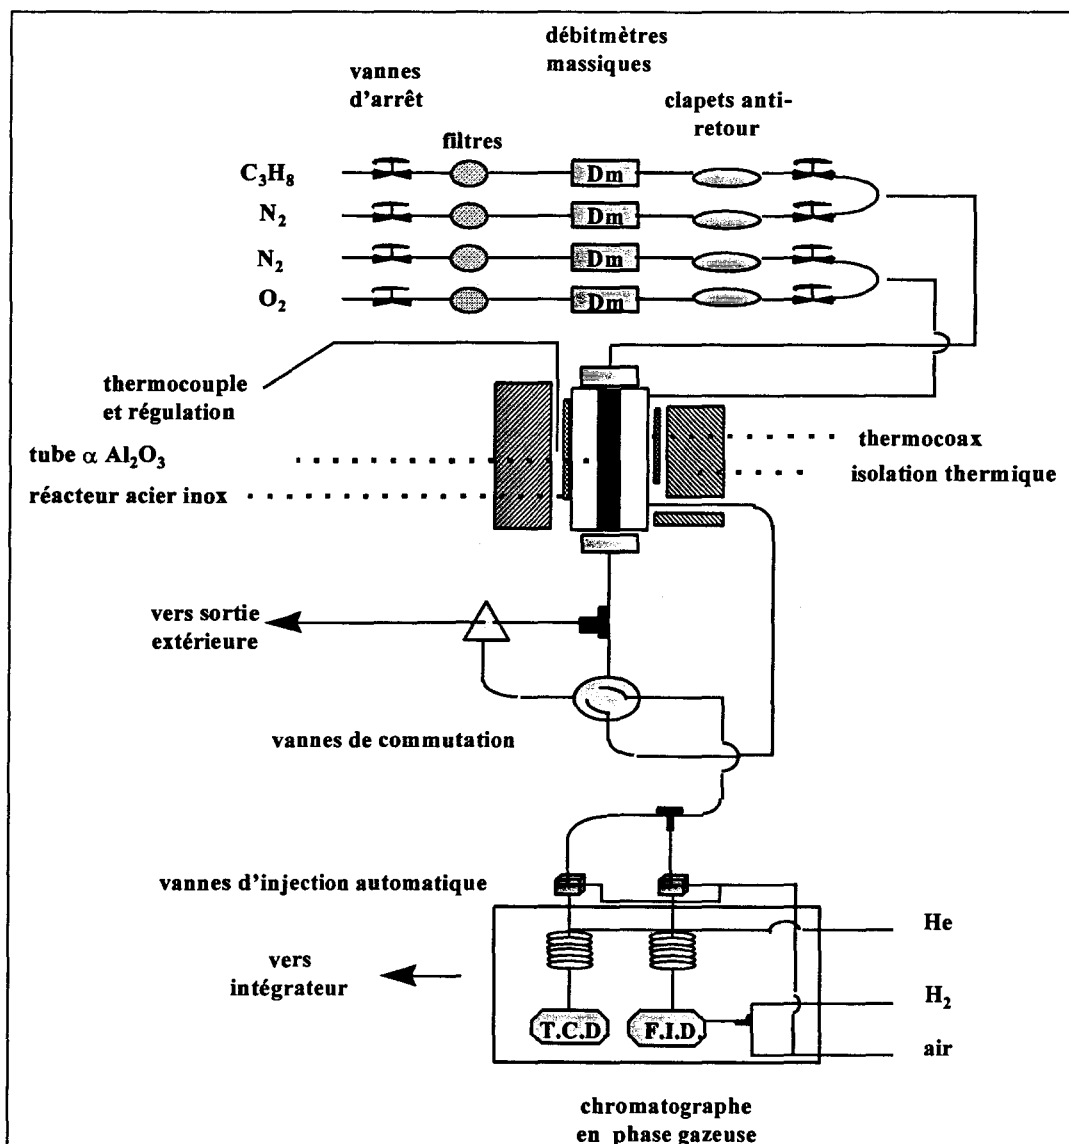 débitmètres
massiques
vannes
d'arrêt
clapets anti-
retour
filtres
C₃H₈
Dm
N₂
Dm
N₂
Dm
O₂
Dm
thermocouple
et régulation
thermocoax
tube α Al₂O₃
isolation thermique
réacteur acier inox
vers sortie
extérieure
vannes de commutation
vannes d'injection automatique
He
vers
intégrateur
H₂
T.C.D
F.I.D.
air
chromatographe
en phase gazeuse